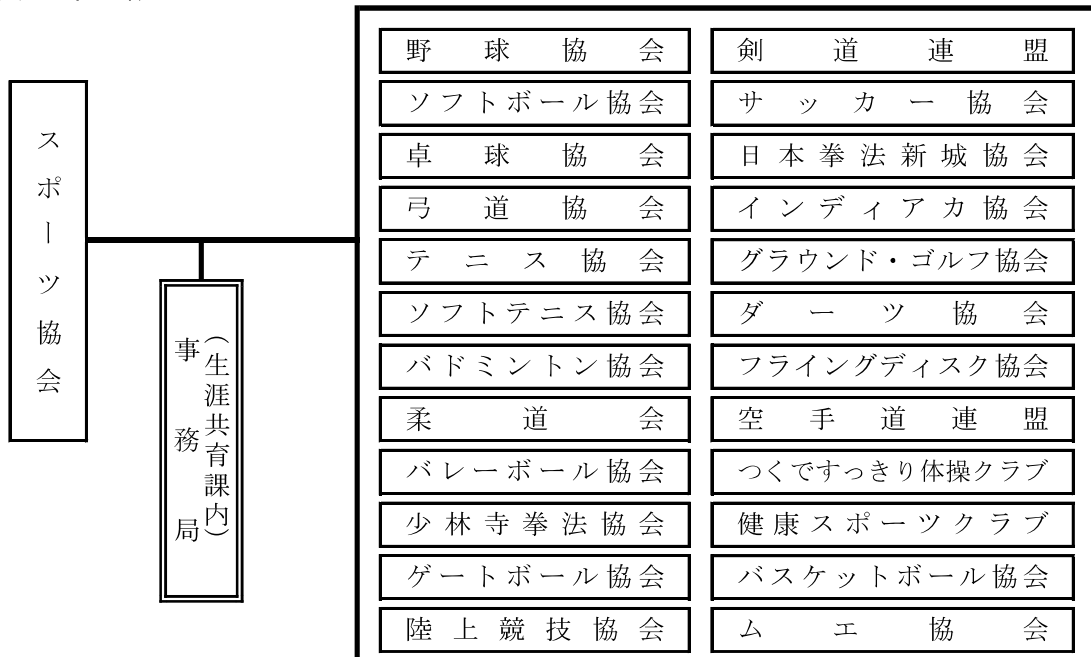 スポーツ協会
事務局
(生涯共育課内)
野球協会
ソフトボール協会
卓球協会
弓道協会
テニス協会
ソフトテニス協会
バドミントン協会
柔道会
バレーボール協会
少林寺拳法協会
ゲートボール協会
陸上競技協会
剣道連盟
サッカー協会
日本拳法新城協会
インディアカ協会
グラウンド・ゴルフ協会
ダーツ協会
フライングディスク協会
空手道連盟
つくですっきり体操クラブ
健康スポーツクラブ
バスケットボール協会
ムエ協会